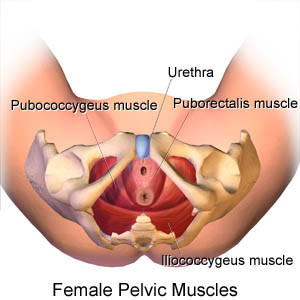 Urethra
Pubococcygeus muscle
Puborectalis muscle
Iliococcygeus muscle
Female Pelvic Muscles